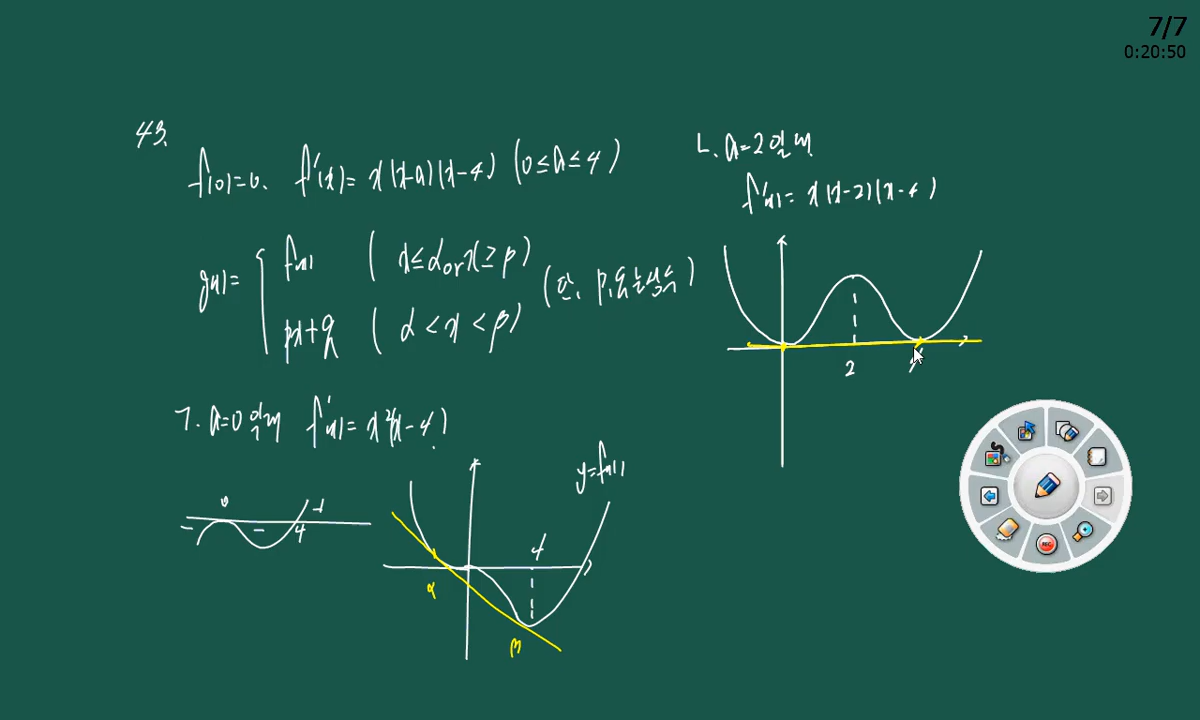 7/7
0:20:50
43.
f(0)=0. f'(x)= x(x-a)(x-4) (0≤a≤4)
g(x)= { f(x) ( x≤α or x≥β )
px+q ( α<x<β ) (단, p, q는 상수)
ㄱ. a=0일때 f'(x)= x²(x-4)
0
-
-
4
+
y=f(x)
4
α
β
ㄴ. a=2일때
f'(x)= x(x-2)(x-4)
2